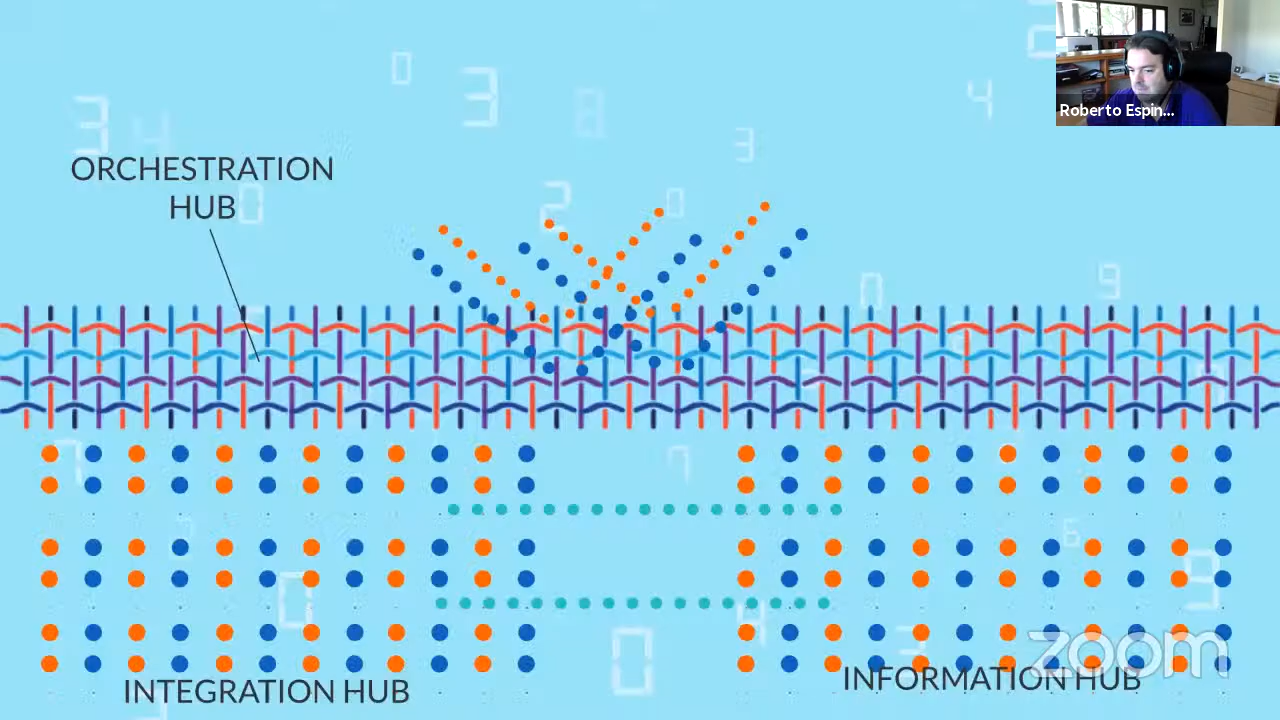 Roberto Espin...
ORCHESTRATION
HUB
INTEGRATION HUB
INFORMATION HUB
zoom